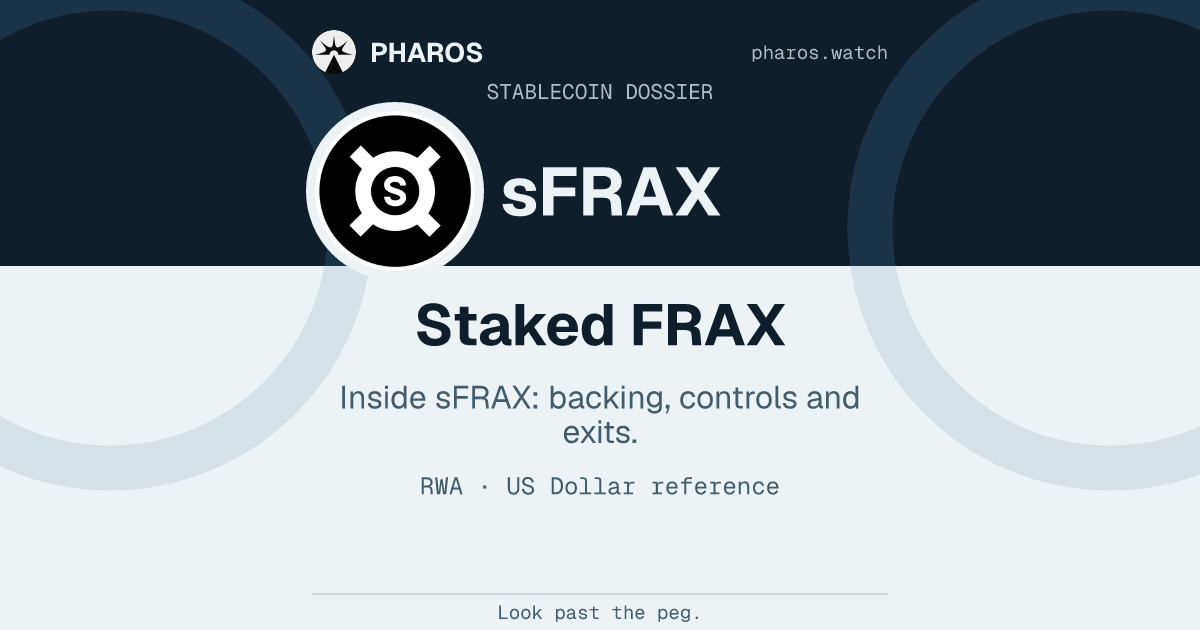 PHAROS
pharos.watch
STABLECOIN DOSSIER
S
sFRAX
Staked FRAX
Inside sFRAX: backing, controls and
exits.
RWA · US Dollar reference
Look past the peg.